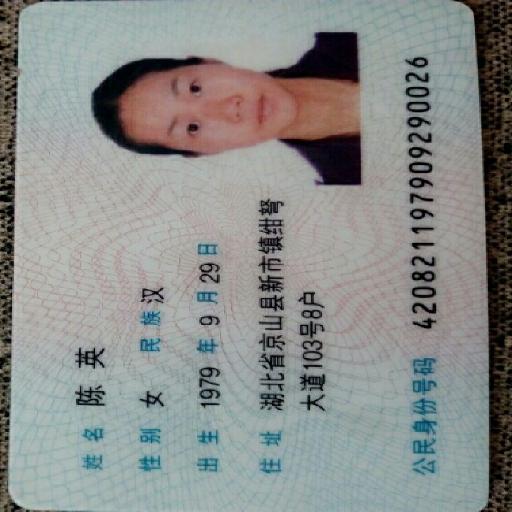 姓名 陈英
性别 女 民族 汉
出生 1979 年 9 月 29 日
住址 湖北省京山县新市镇绀弩
大道103号8户
公民身份号码 420821197909290026